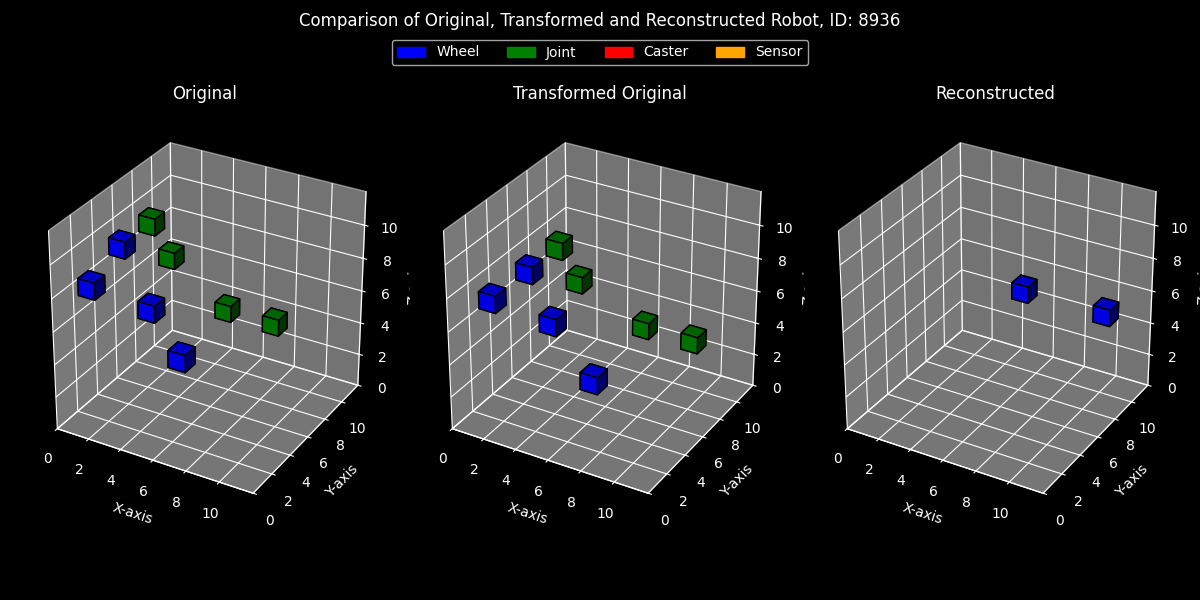 Comparison of Original, Transformed and Reconstructed Robot, ID: 8936
Wheel Joint Caster Sensor
Original
Transformed Original
Reconstructed
0 2 4 6 8 10
X-axis
0 2 4 6 8 10
Y-axis
0 2 4 6 8 10
0 2 4 6 8 10
X-axis
0 2 4 6 8 10
Y-axis
0 2 4 6 8 10
0 2 4 6 8 10
X-axis
0 2 4 6 8 10
Y-axis
0 2 4 6 8 10